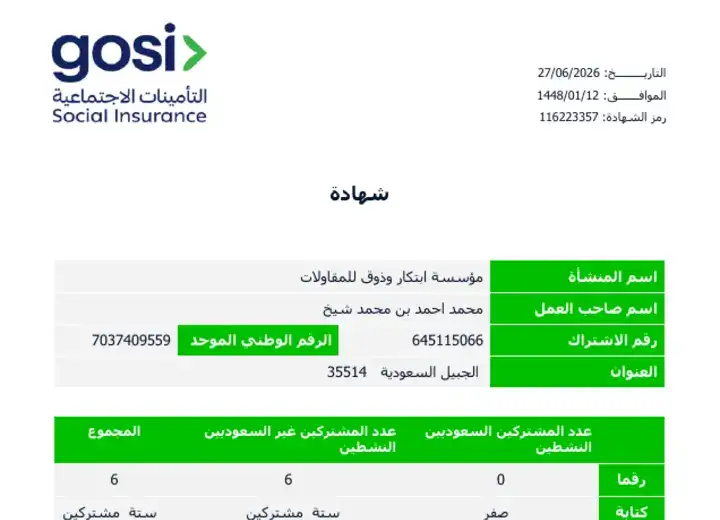 gosi
التأمينات الاجتماعية
Social Insurance
التاريـــــــخ: 27/06/2026
الموافـــــق: 1448/01/12
رمز الشهادة: 116223357
شهادة
اسم المنشأة مؤسسة ابتكار وذوق للمقاولات
اسم صاحب العمل محمد احمد بن محمد شيخ
رقم الاشتراك 645115066 الرقم الوطني الموحد 7037409559
العنوان الجبيل السعودية 35514
عدد المشتركين السعوديين النشطين عدد المشتركين غير السعوديين النشطين المجموع
رقما 0 6 6
كتابة صفر ستة مشتركين ستة مشتركين